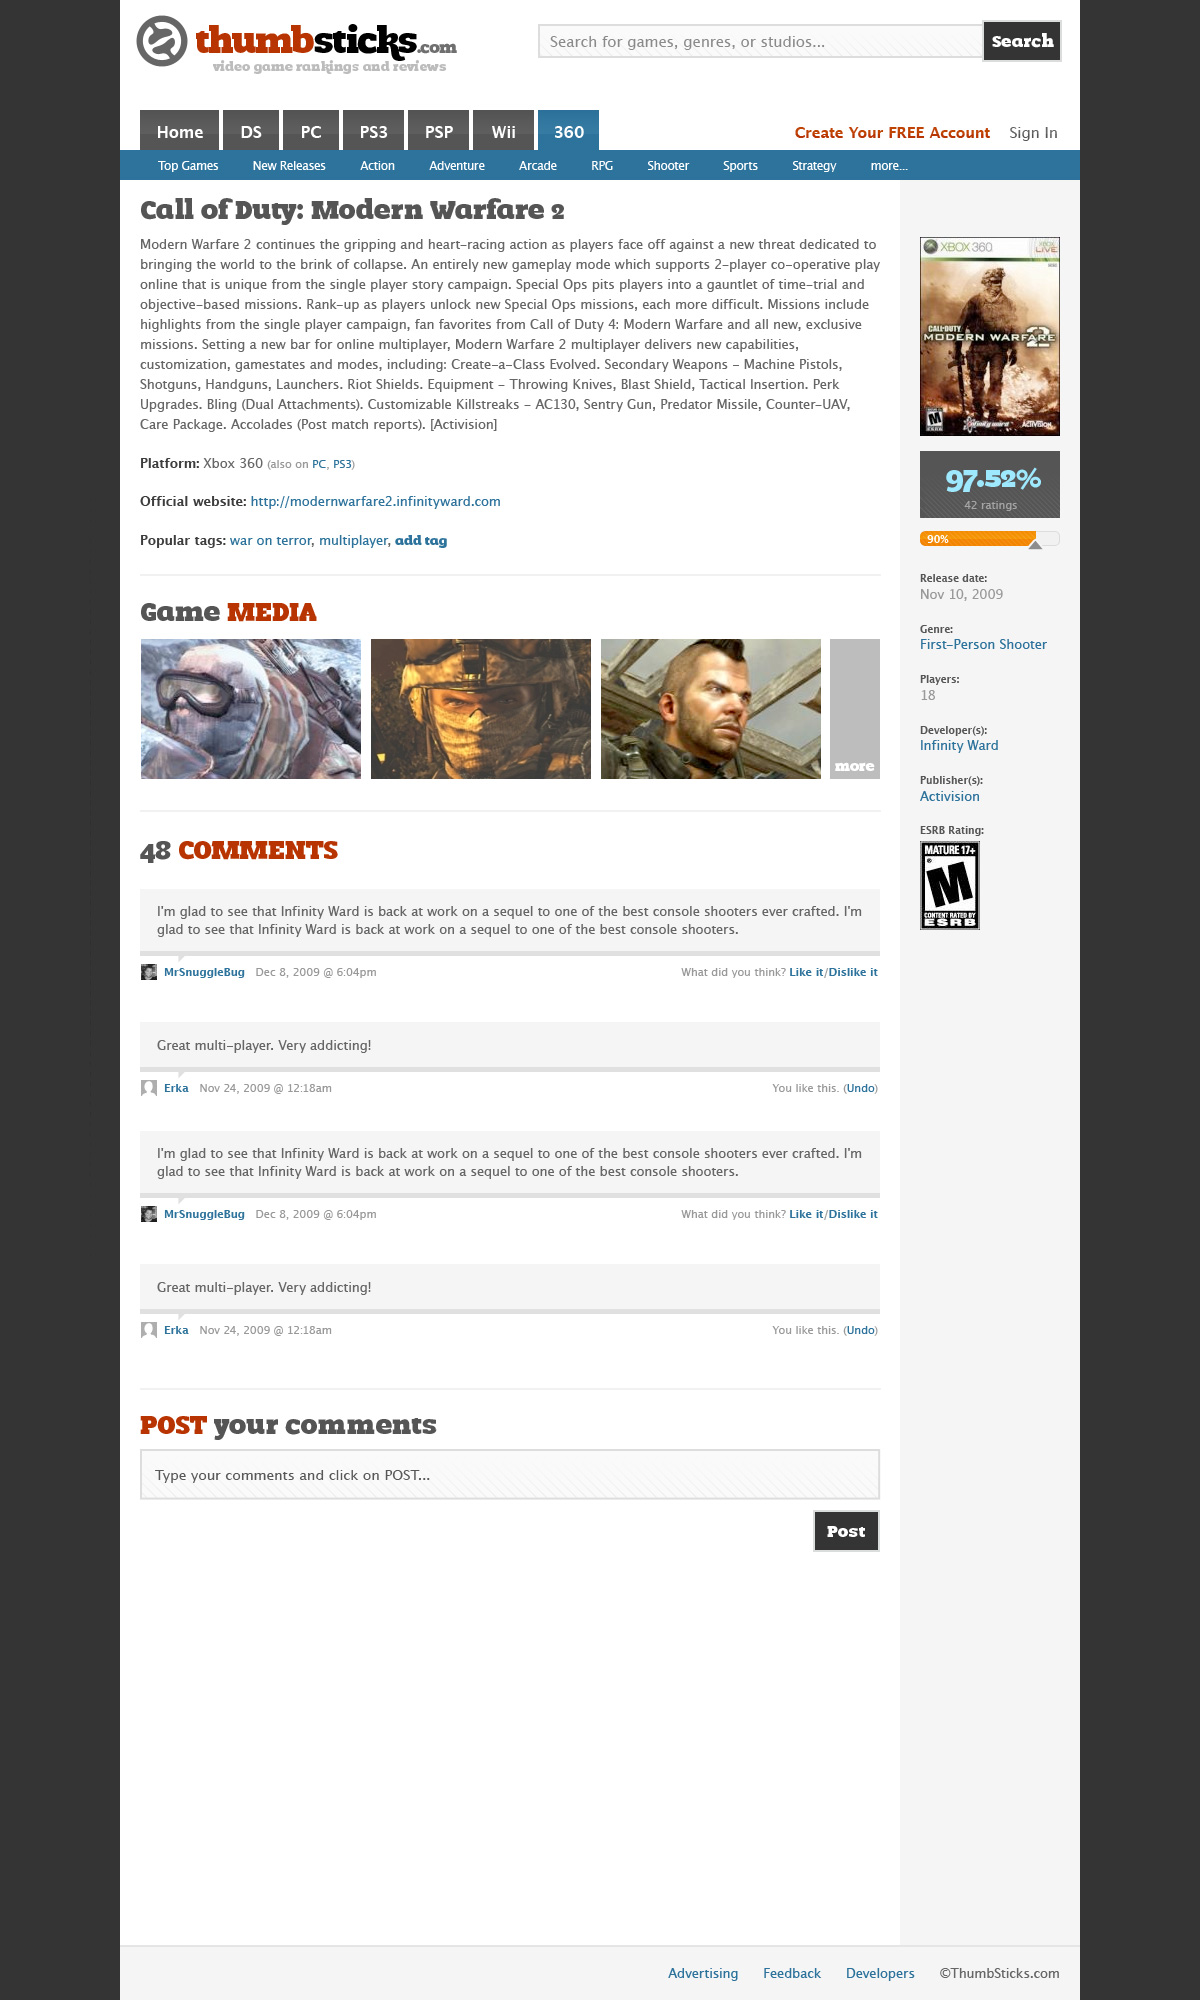 thumbsticks.com
video game rankings and reviews
Search for games, genres, or studios...
Search
Home DS PC PS3 PSP Wii 360
Create Your FREE Account Sign In
Top Games New Releases Action Adventure Arcade RPG Shooter Sports Strategy more...
Call of Duty: Modern Warfare 2
Modern Warfare 2 continues the gripping and heart-racing action as players face off against a new threat dedicated to
bringing the world to the brink of collapse. An entirely new gameplay mode which supports 2-player co-operative play
online that is unique from the single player story campaign. Special Ops pits players into a gauntlet of time-trial and
objective-based missions. Rank-up as players unlock new Special Ops missions, each more difficult. Missions include
highlights from the single player campaign, fan favorites from Call of Duty 4: Modern Warfare and all new, exclusive
missions. Setting a new bar for online multiplayer, Modern Warfare 2 multiplayer delivers new capabilities,
customization, gamestates and modes, including: Create-a-Class Evolved. Secondary Weapons - Machine Pistols,
Shotguns, Handguns, Launchers. Riot Shields. Equipment - Throwing Knives, Blast Shield, Tactical Insertion. Perk
Upgrades. Bling (Dual Attachments). Customizable Killstreaks - AC130, Sentry Gun, Predator Missile, Counter-UAV,
Care Package. Accolades (Post match reports). [Activision]
Platform: Xbox 360 (also on PC, PS3)
Official website: http://modernwarfare2.infinityward.com
Popular tags: war on terror, multiplayer, add tag
Game MEDIA
more
48 COMMENTS
I'm glad to see that Infinity Ward is back at work on a sequel to one of the best console shooters ever crafted. I'm
glad to see that Infinity Ward is back at work on a sequel to one of the best console shooters.
MrSnuggleBug Dec 8, 2009 @ 6:04pm What did you think? Like it/Dislike it
Great multi-player. Very addicting!
Erka Nov 24, 2009 @ 12:18am You like this. (Undo)
I'm glad to see that Infinity Ward is back at work on a sequel to one of the best console shooters ever crafted. I'm
glad to see that Infinity Ward is back at work on a sequel to one of the best console shooters.
MrSnuggleBug Dec 8, 2009 @ 6:04pm What did you think? Like it/Dislike it
Great multi-player. Very addicting!
Erka Nov 24, 2009 @ 12:18am You like this. (Undo)
POST your comments
Type your comments and click on POST...
Post
XBOX 360
XBOX
LIVE
CALL OF DUTY
MODERN WARFARE
2
M
ESRB
infinity ward
ACTIVISION
97.52%
42 ratings
90%
Release date:
Nov 10, 2009
Genre:
First-Person Shooter
Players:
18
Developer(s):
Infinity Ward
Publisher(s):
Activision
ESRB Rating:
MATURE 17+
M
®
CONTENT RATED BY
ESRB
Advertising Feedback Developers ©ThumbSticks.com